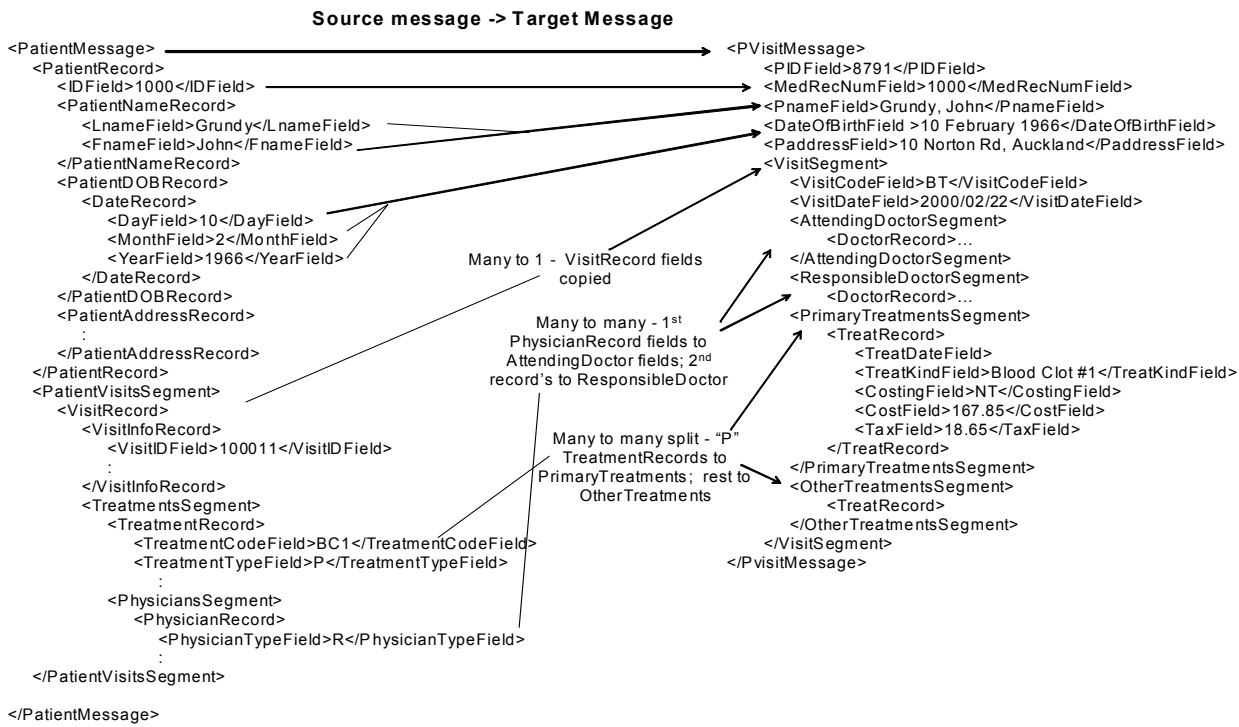 Source message -> Target Message
<PatientMessage>
<PatientRecord>
<IDField>1000</IDField>
<PatientNameRecord>
<LnameField>Grundy</LnameField>
<FnameField>John</FnameField>
</PatientNameRecord>
<PatientDOBRecord>
<DateRecord>
<DayField>10</DayField>
<MonthField>2</MonthField>
<YearField>1966</YearField>
</DateRecord>
</PatientDOBRecord>
<PatientAddressRecord>
:
</PatientAddressRecord>
</PatientRecord>
<PatientVisitsSegment>
<VisitRecord>
<VisitInfoRecord>
<VisitIDField>100011</VisitIDField>
:
</VisitInfoRecord>
<TreatmentsSegment>
<TreatmentRecord>
<TreatmentCodeField>BC1</TreatmentCodeField>
<TreatmentTypeField>P</TreatmentTypeField>
:
<PhysiciansSegment>
<PhysicianRecord>
<PhysicianTypeField>R</PhysicianTypeField>
:
</PatientVisitsSegment>
</PatientMessage>
Many to 1 - VisitRecord fields
copied
Many to many - 1st
PhysicianRecord fields to
AttendingDoctor fields; 2nd
record's to ResponsibleDoctor
Many to many split - “P”
TreatmentRecords to
PrimaryTreatments; rest to
OtherTreatments
<PVisitMessage>
<PIDField>8791</PIDField>
<MedRecNumField>1000</MedRecNumField>
<PnameField>Grundy, John</PnameField>
<DateOfBirthField >10 February 1966</DateOfBirthField>
<PaddressField>10 Norton Rd, Auckland</PaddressField>
<VisitSegment>
<VisitCodeField>BT</VisitCodeField>
<VisitDateField>2000/02/22</VisitDateField>
<AttendingDoctorSegment>
<DoctorRecord>...
</AttendingDoctorSegment>
<ResponsibleDoctorSegment>
<DoctorRecord>...
<PrimaryTreatmentsSegment>
<TreatRecord>
<TreatDateField>
<TreatKindField>Blood Clot #1</TreatKindField>
<CostingField>NT</CostingField>
<CostField>167.85</CostField>
<TaxField>18.65</TaxField>
</TreatRecord>
</PrimaryTreatmentsSegment>
<OtherTreatmentsSegment>
<TreatRecord>
</OtherTreatmentsSegment>
</VisitSegment>
</PvisitMessage>